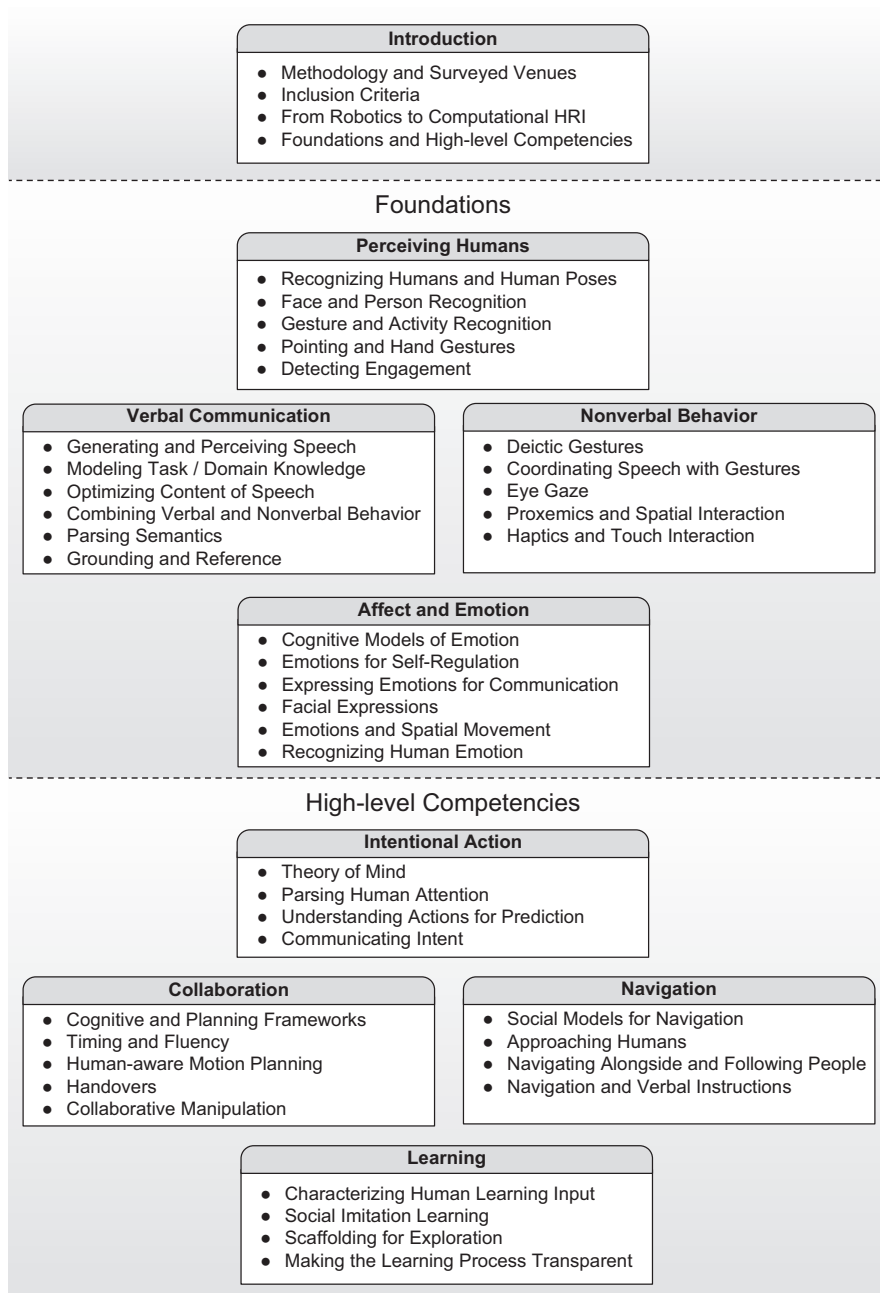 Introduction
● Methodology and Surveyed Venues
● Inclusion Criteria
● From Robotics to Computational HRI
● Foundations and High-level Competencies
Foundations
Perceiving Humans
● Recognizing Humans and Human Poses
● Face and Person Recognition
● Gesture and Activity Recognition
● Pointing and Hand Gestures
● Detecting Engagement
Verbal Communication
● Generating and Perceiving Speech
● Modeling Task / Domain Knowledge
● Optimizing Content of Speech
● Combining Verbal and Nonverbal Behavior
● Parsing Semantics
● Grounding and Reference
Nonverbal Behavior
● Deictic Gestures
● Coordinating Speech with Gestures
● Eye Gaze
● Proxemics and Spatial Interaction
● Haptics and Touch Interaction
Affect and Emotion
● Cognitive Models of Emotion
● Emotions for Self-Regulation
● Expressing Emotions for Communication
● Facial Expressions
● Emotions and Spatial Movement
● Recognizing Human Emotion
High-level Competencies
Intentional Action
● Theory of Mind
● Parsing Human Attention
● Understanding Actions for Prediction
● Communicating Intent
Collaboration
● Cognitive and Planning Frameworks
● Timing and Fluency
● Human-aware Motion Planning
● Handovers
● Collaborative Manipulation
Navigation
● Social Models for Navigation
● Approaching Humans
● Navigating Alongside and Following People
● Navigation and Verbal Instructions
Learning
● Characterizing Human Learning Input
● Social Imitation Learning
● Scaffolding for Exploration
● Making the Learning Process Transparent